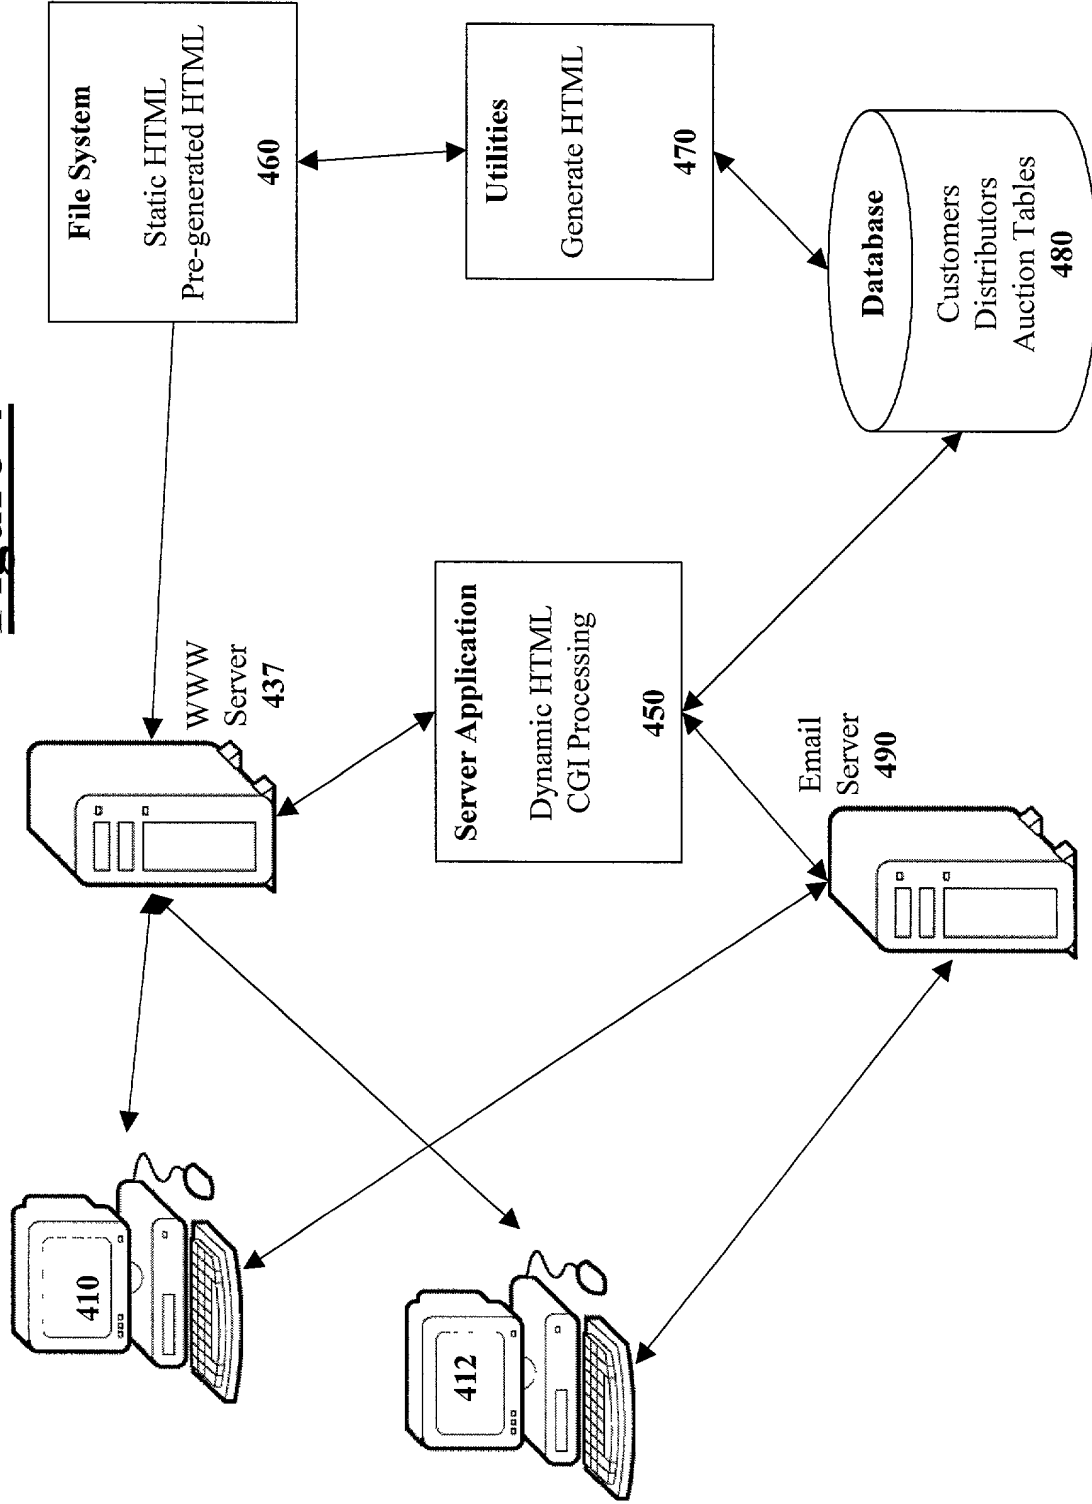 Figure
410
WWW
Server
437
File System
Static HTML
Pre-generated HTML
460
412
Server Application
Dynamic HTML
CGI Processing
450
Utilities
Generate HTML
470
Email
Server
490
Database
Customers
Distributors
Auction Tables
480